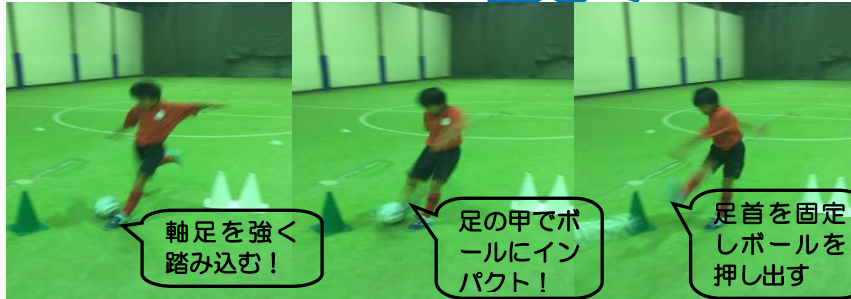 軸足を強く
踏み込む！
足の甲でボ
ールにイン
パクト！
足首を固定
しボールを
押し出す